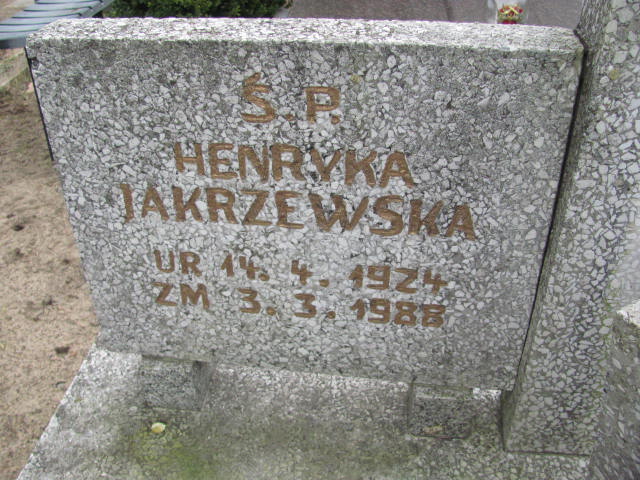 Ś.P.
HENRYKA
JAKRZEWSKA
UR 14. 4. 1924
ZM 3. 3. 1988